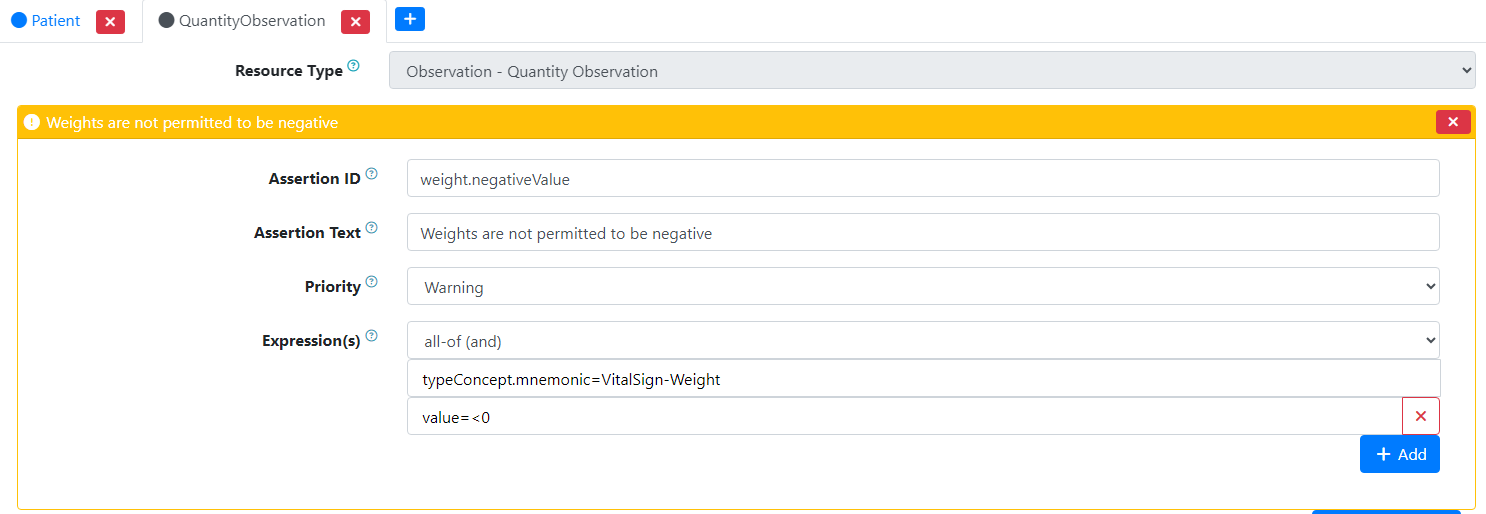 Patient
QuantityObservation
Resource Type
Observation - Quantity Observation
Weights are not permitted to be negative
Assertion ID
weight.negativeValue
Assertion Text
Weights are not permitted to be negative
Priority
Warning
Expression(s)
all-of (and)
typeConcept.mnemonic=VitalSign-Weight
value=<0
+ Add